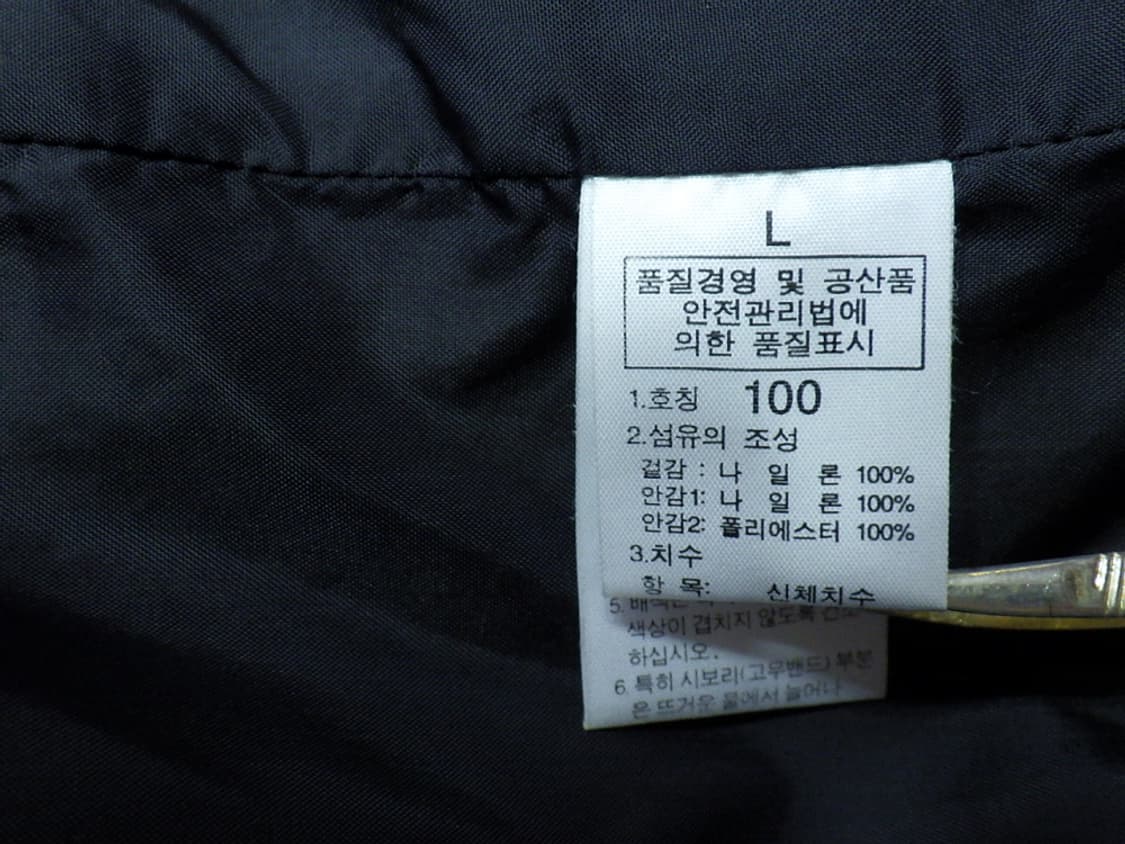 L
품질경영 및 공산품
안전관리법에
의한 품질표시
1.호칭 100
2.섬유의 조성
겉감 : 나 일 론 100%
안감1: 나 일 론 100%
안감2: 폴리에스터 100%
3.치수
항 목: 신체치수
5.
색상이 겹치지 않도록 건조
하십시오.
6. 특히 시보리(고우밴드) 부분
은 뜨거운 물에서 늘어나